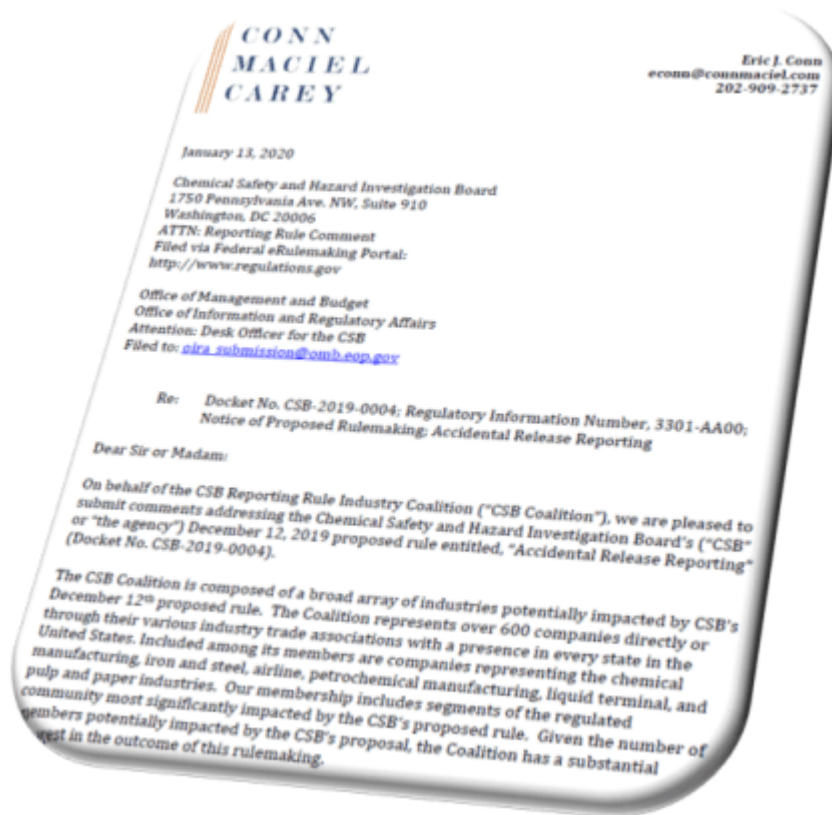 CONN
MACIEL
CAREY
Eric J. Conn
econn@connmaciel.com
202-909-2737
January 13, 2020
Chemical Safety and Hazard Investigation Board
1750 Pennsylvania Ave. NW, Suite 910
Washington, DC 20006
ATTN: Reporting Rule Comment
Filed via Federal eRulemaking Portal:
http://www.regulations.gov
Office of Management and Budget
Office of Information and Regulatory Affairs
Attention: Desk Officer for the CSB
Filed to: oira_submission@omb.eop.gov
Re: Docket No. CSB-2019-0004; Regulatory Information Number, 3301-AA00;
Notice of Proposed Rulemaking; Accidental Release Reporting
Dear Sir or Madam:
On behalf of the CSB Reporting Rule Industry Coalition ("CSB Coalition"), we are pleased to
submit comments addressing the Chemical Safety and Hazard Investigation Board's ("CSB"
or "the agency") December 12, 2019 proposed rule entitled, "Accidental Release Reporting"
(Docket No. CSB-2019-0004).
The CSB Coalition is composed of a broad array of industries potentially impacted by CSB's
December 12th proposed rule. The Coalition represents over 600 companies directly or
through their various industry trade associations with a presence in every state in the
United States. Included among its members are companies representing the chemical
manufacturing, iron and steel, airline, petrochemical manufacturing, liquid terminal, and
pulp and paper industries. Our membership includes segments of the regulated
community most significantly impacted by the CSB's proposed rule. Given the number of
members potentially impacted by the CSB's proposal, the Coalition has a substantial
in the outcome of this rulemaking.